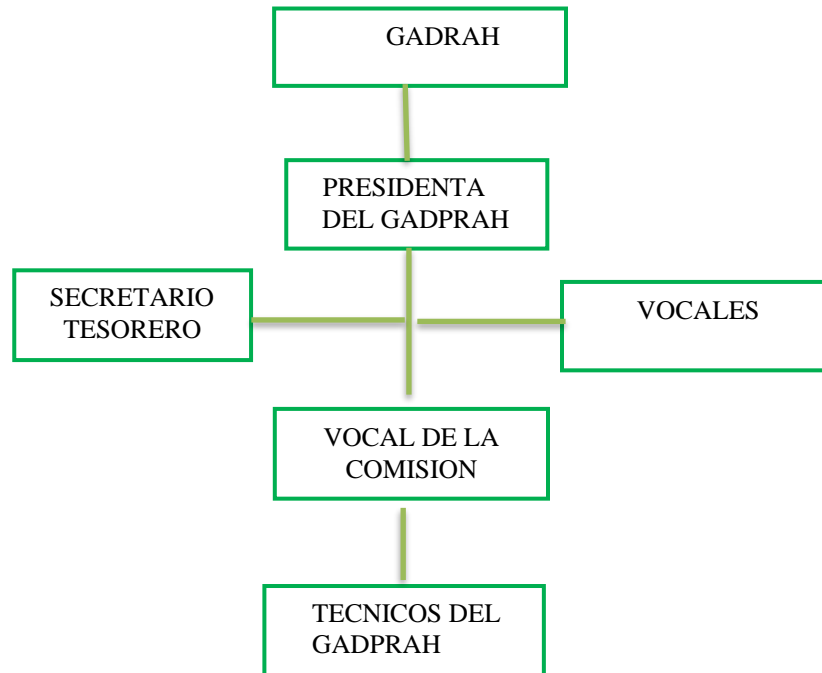 GADRAH
PRESIDENTA
DEL GADPRAH
SECRETARIO
TESORERO
VOCALES
VOCAL DE LA
COMISION
TECNICOS DEL
GADPRAH